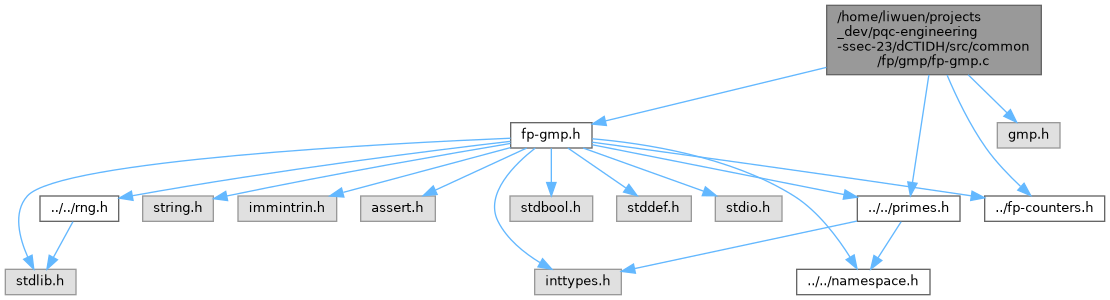 /home/liwuen/projects
_dev/pqc-engineering
-ssec-23/dCTIDH/src/common
/fp/gmp/fp-gmp.c
fp-gmp.h
gmp.h
../../rng.h
string.h
immintrin.h
assert.h
stdbool.h
stddef.h
stdio.h
../../primes.h
../fp-counters.h
stdlib.h
inttypes.h
../../namespace.h